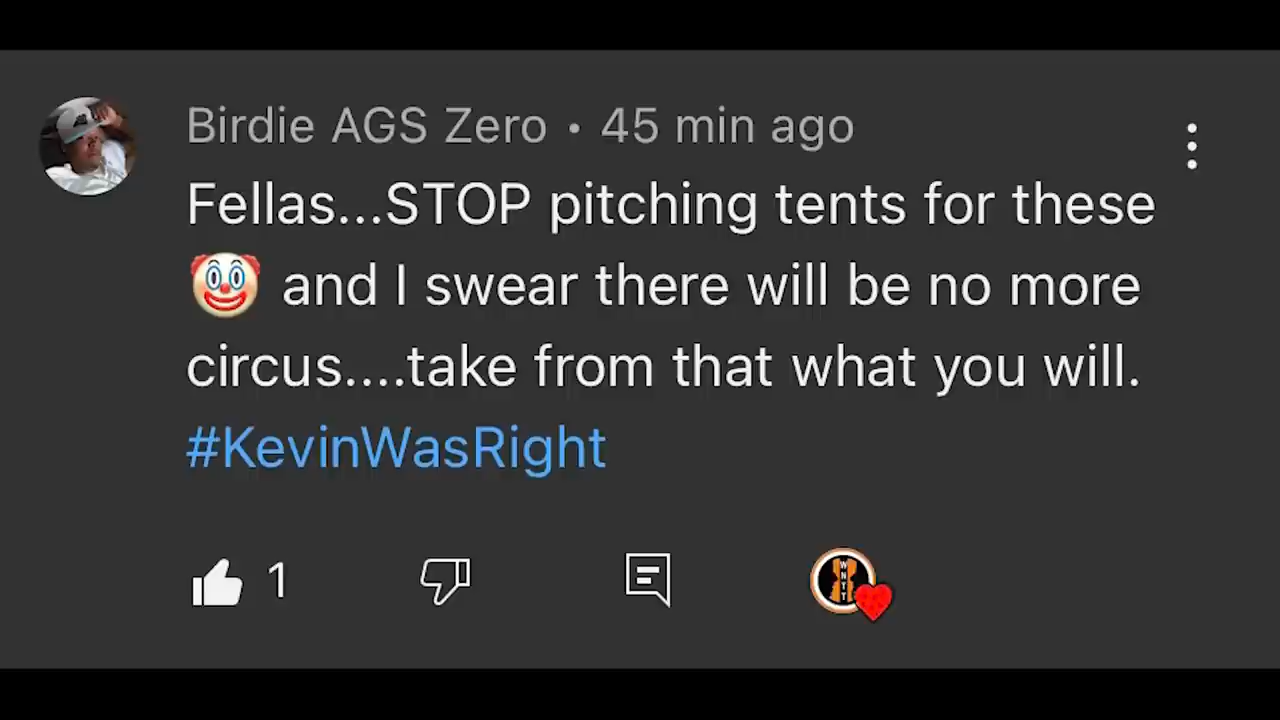 Birdie AGS Zero • 45 min ago
Fellas...STOP pitching tents for these
🤡 and I swear there will be no more
circus....take from that what you will.
#KevinWasRight
1
WNTT